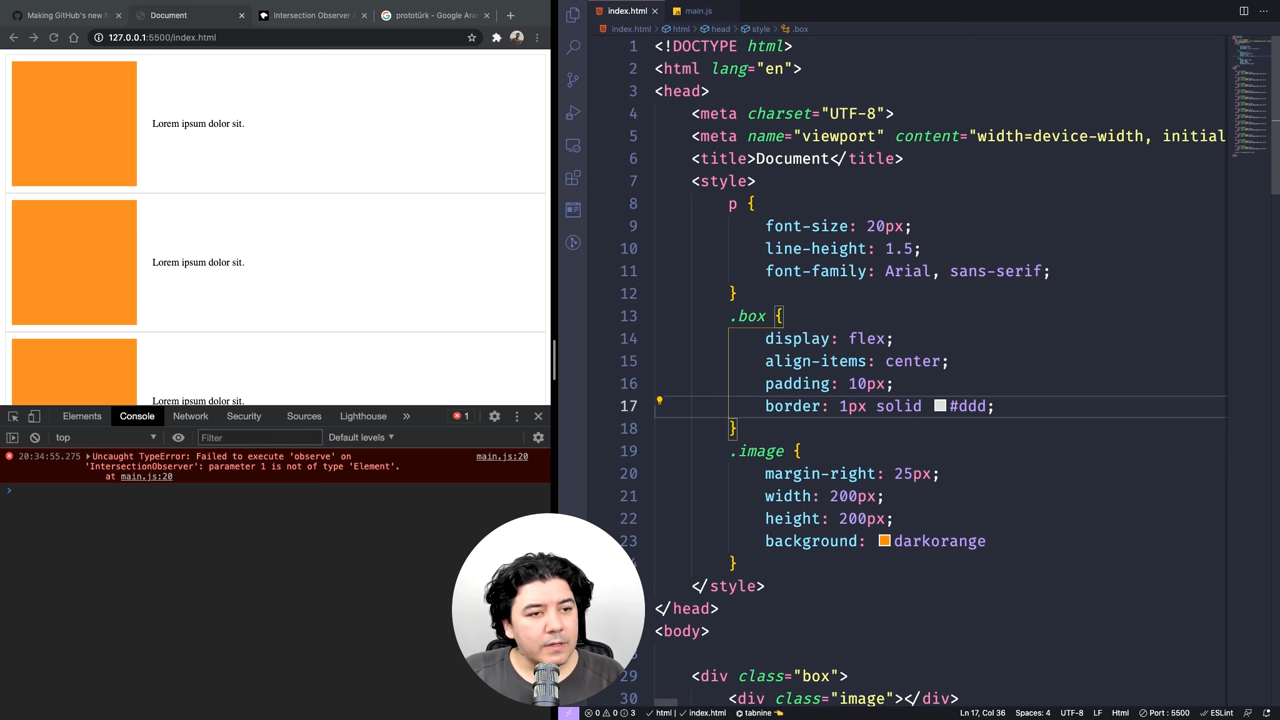 Making GitHub's new h
Document
Intersection Observer A
prototürk - Google Ara
127.0.0.1:5500/index.html
Lorem ipsum dolor sit.
Lorem ipsum dolor sit.
Lorem ipsum dolor sit.
Elements Console Network Security Sources Lighthouse » 1
top Filter Default levels
20:34:55.275 Uncaught TypeError: Failed to execute 'observe' on main.js:20
'IntersectionObserver': parameter 1 is not of type 'Element'.
at main.js:20
index.html main.js
index.html > html > head > style > .box
1 <!DOCTYPE html>
2 <html lang="en">
3 <head>
4 <meta charset="UTF-8">
5 <meta name="viewport" content="width=device-width, initial
6 <title>Document</title>
7 <style>
8 p {
9 font-size: 20px;
10 line-height: 1.5;
11 font-family: Arial, sans-serif;
12 }
13 .box {
14 display: flex;
15 align-items: center;
16 padding: 10px;
17 border: 1px solid #ddd;
18 }
19 .image {
20 margin-right: 25px;
21 width: 200px;
22 height: 200px;
23 background: darkorange
}
</style>
</head>
<body>
29 <div class="box">
30 <div class="image"></div>
0 0 3 html | index.html tabnine Ln 17, Col 36 Spaces: 4 UTF-8 LF Html Port : 5500 ESLint